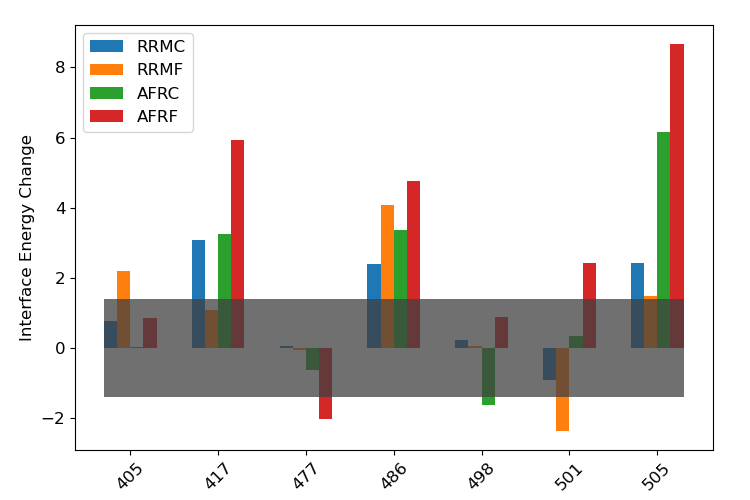 RRMC
RRMF
AFRC
AFRF
Interface Energy Change
8
6
4
2
0
−2
405
417
477
486
498
501
505